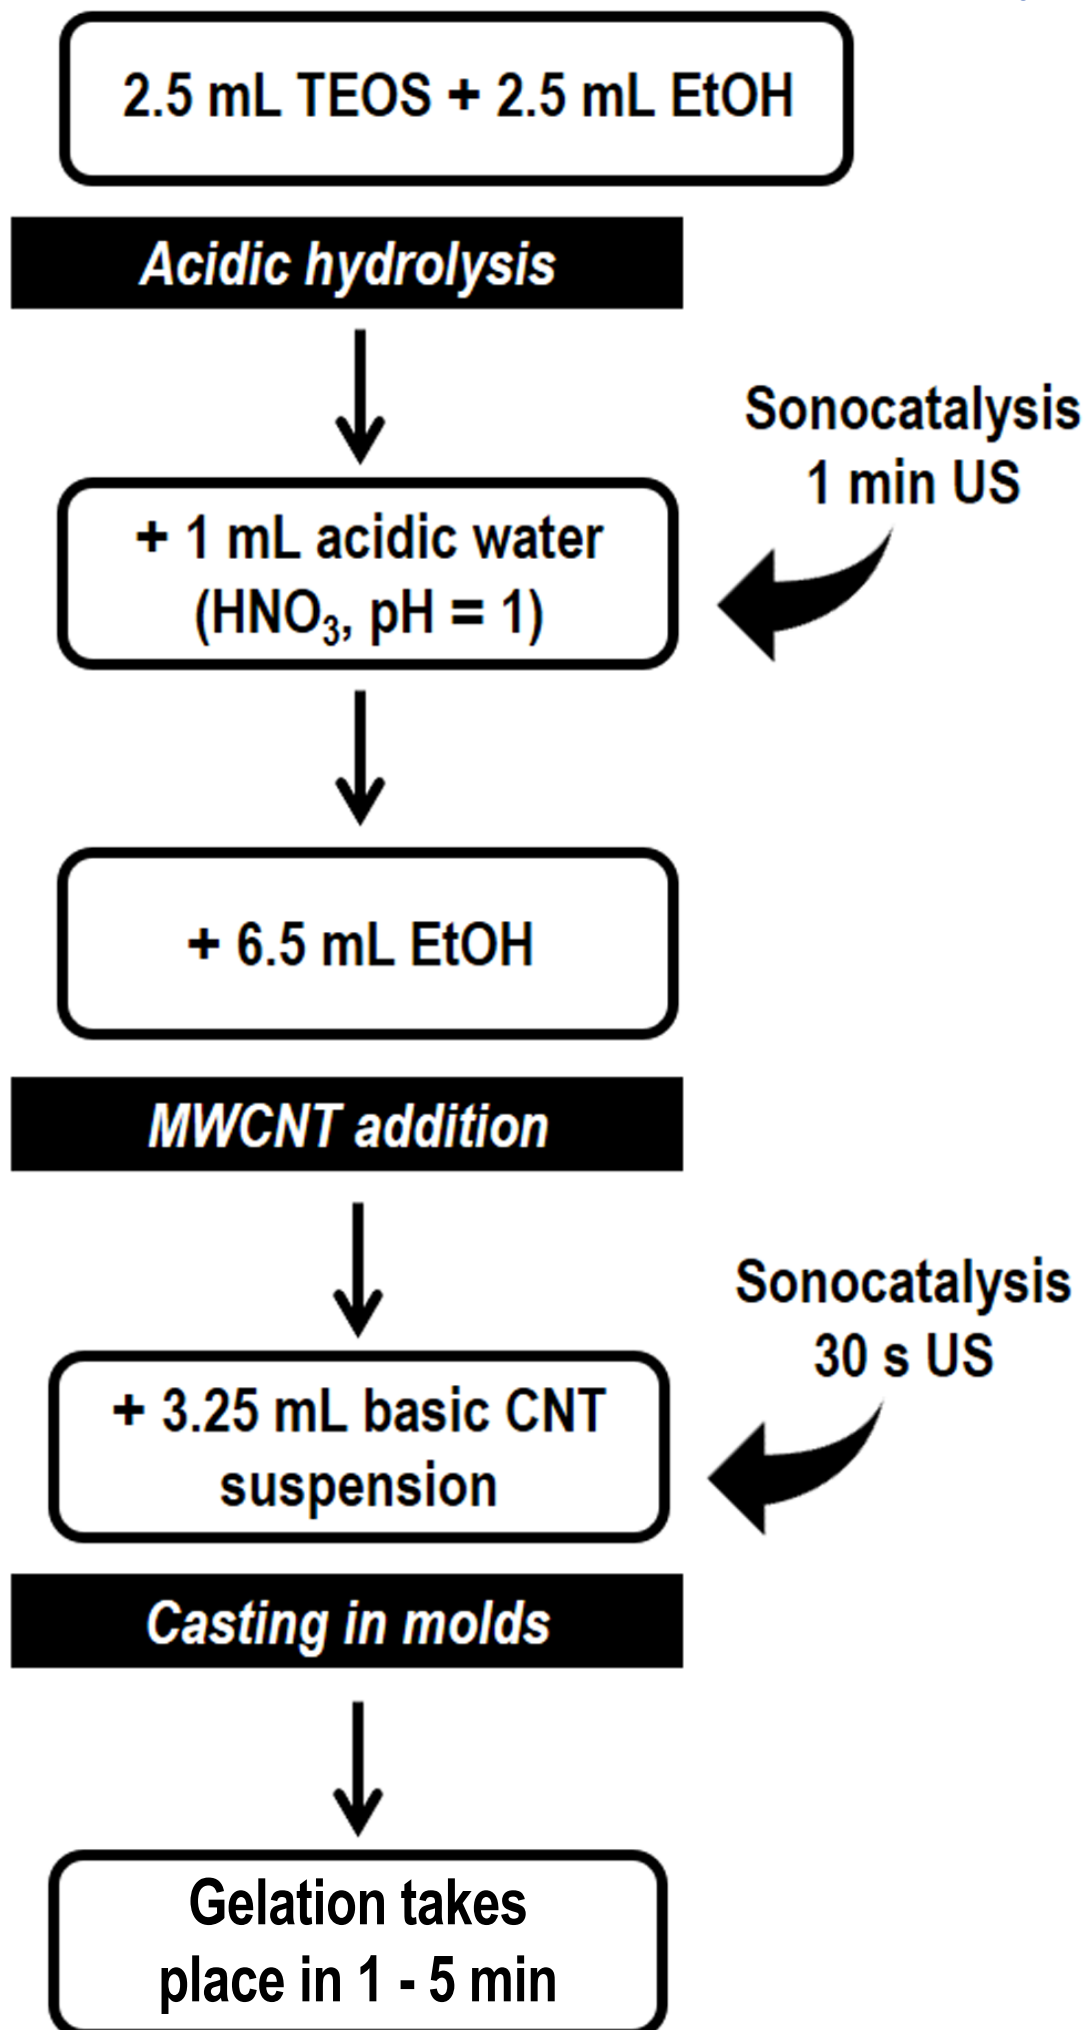 2.5 mL TEOS + 2.5 mL EtOH
Acidic hydrolysis
Sonocatalysis
1 min US
+ 1 mL acidic water
(HNO₃, pH = 1)
+ 6.5 mL EtOH
MWCNT addition
Sonocatalysis
30 s US
+ 3.25 mL basic CNT
suspension
Casting in molds
Gelation takes
place in 1 - 5 min